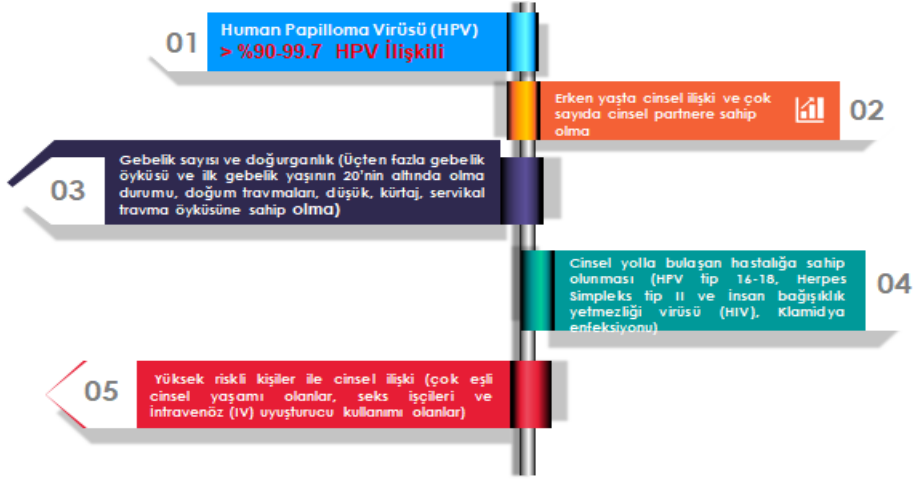 01
Human Papilloma Virüsü (HPV)
> %90-99.7 HPV İlişkili
Erken yaşta cinsel ilişki ve çok
sayıda cinsel partnere sahip
olma
02
03
Gebelik sayısı ve doğurganlık (Üçten fazla gebelik
öyküsü ve ilk gebelik yaşının 20'nin altında olma
durumu, doğum travmaları, düşük, kürtaj, servikal
travma öyküsüne sahip olma)
Cinsel yolla bulaşan hastalığa sahip
olunması (HPV tip 16-18, Herpes
Simpleks tip II ve İnsan bağışıklık
yetmezliği virüsü (HIV), Klamidya
enfeksiyonu)
04
05
Yüksek riskli kişiler ile cinsel ilişki (çok eşli
cinsel yaşamı olanlar, seks işçileri ve
İntravenöz (IV) uyuşturucu kullanımı olanlar)